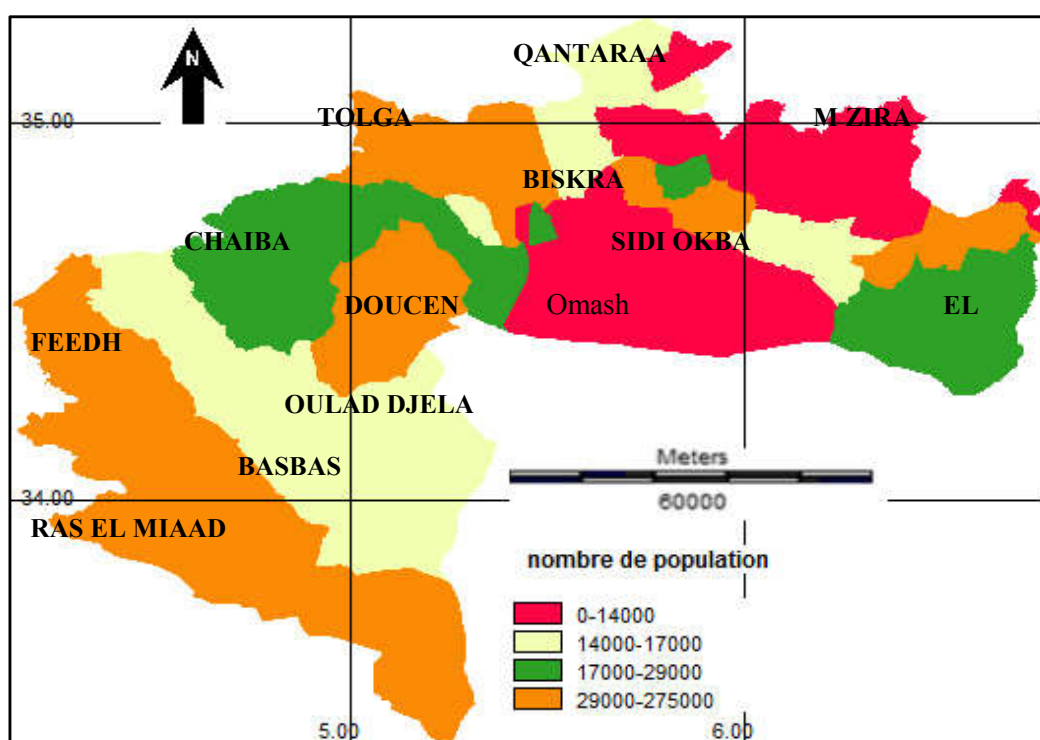 N
QANTARAA
35.00
TOLGA
M ZIRA
BISKRA
CHAIBA
SIDI OKBA
DOUCEN
Omash
EL
FEEDH
OULAD DJELA
BASBAS
Meters
34.00
60000
RAS EL MIAAD
nombre de population
0-14000
14000-17000
17000-29000
29000-275000
5.00
6.00